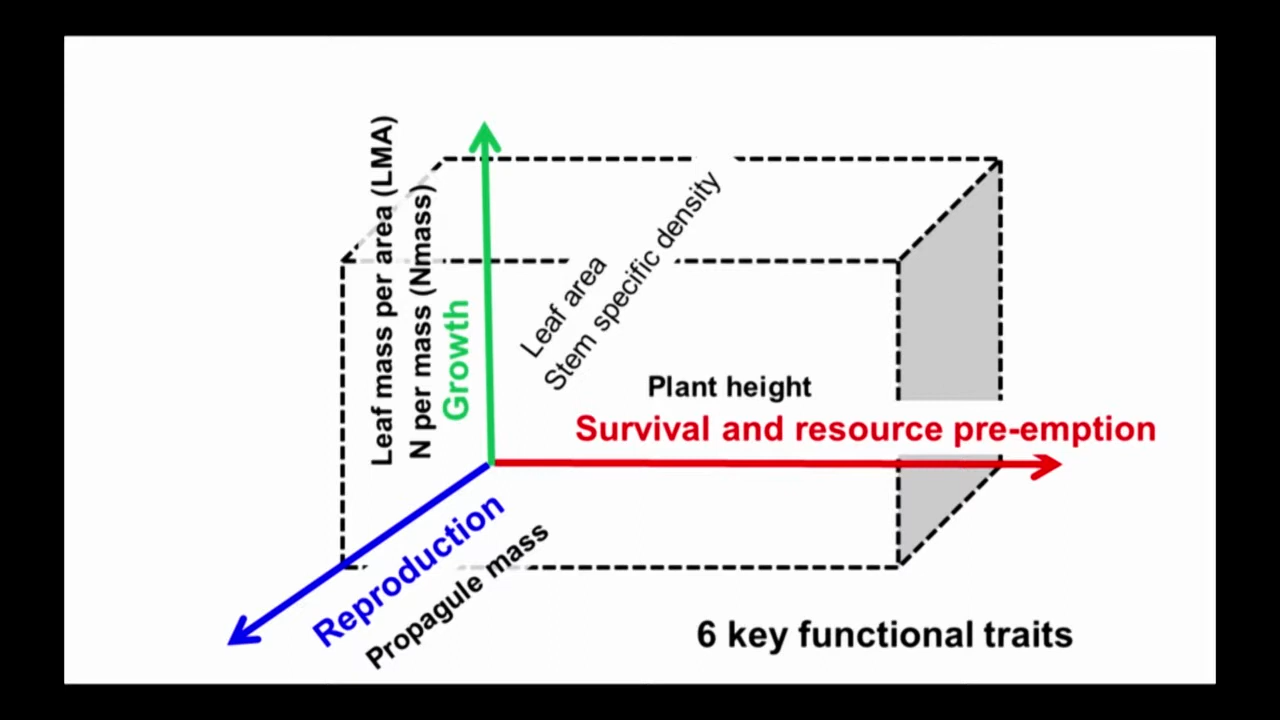 Leaf mass per area (LMA)
N per mass (Nmass)
Growth
Leaf area
Stem specific density
Plant height
Survival and resource pre-emption
Reproduction
Propagule mass
6 key functional traits